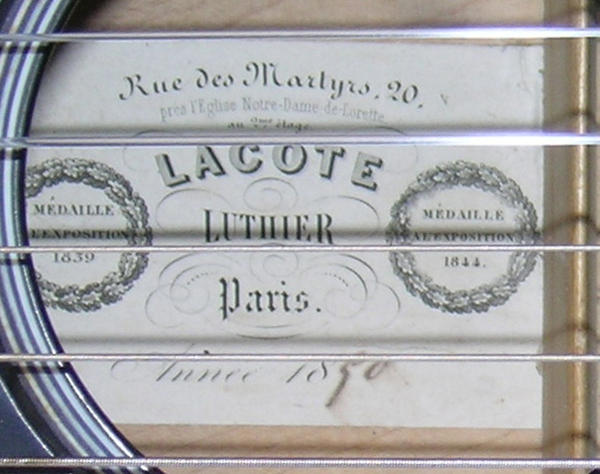 Rue des Martyrs, 20,
près l'Eglise Notre-Dame-de-Lorette
au 2me étage
LACOTE
LUTHIER
Paris.
MÉDAILLE
A L'EXPOSITION
1839
MÉDAILLE
A L'EXPOSITION
1844.
Année 1850